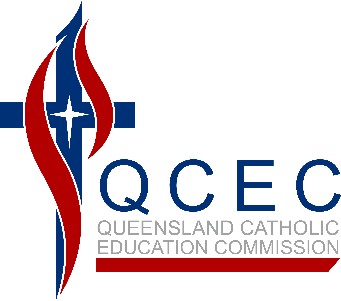 QCEC
QUEENSLAND CATHOLIC
EDUCATION COMMISSION